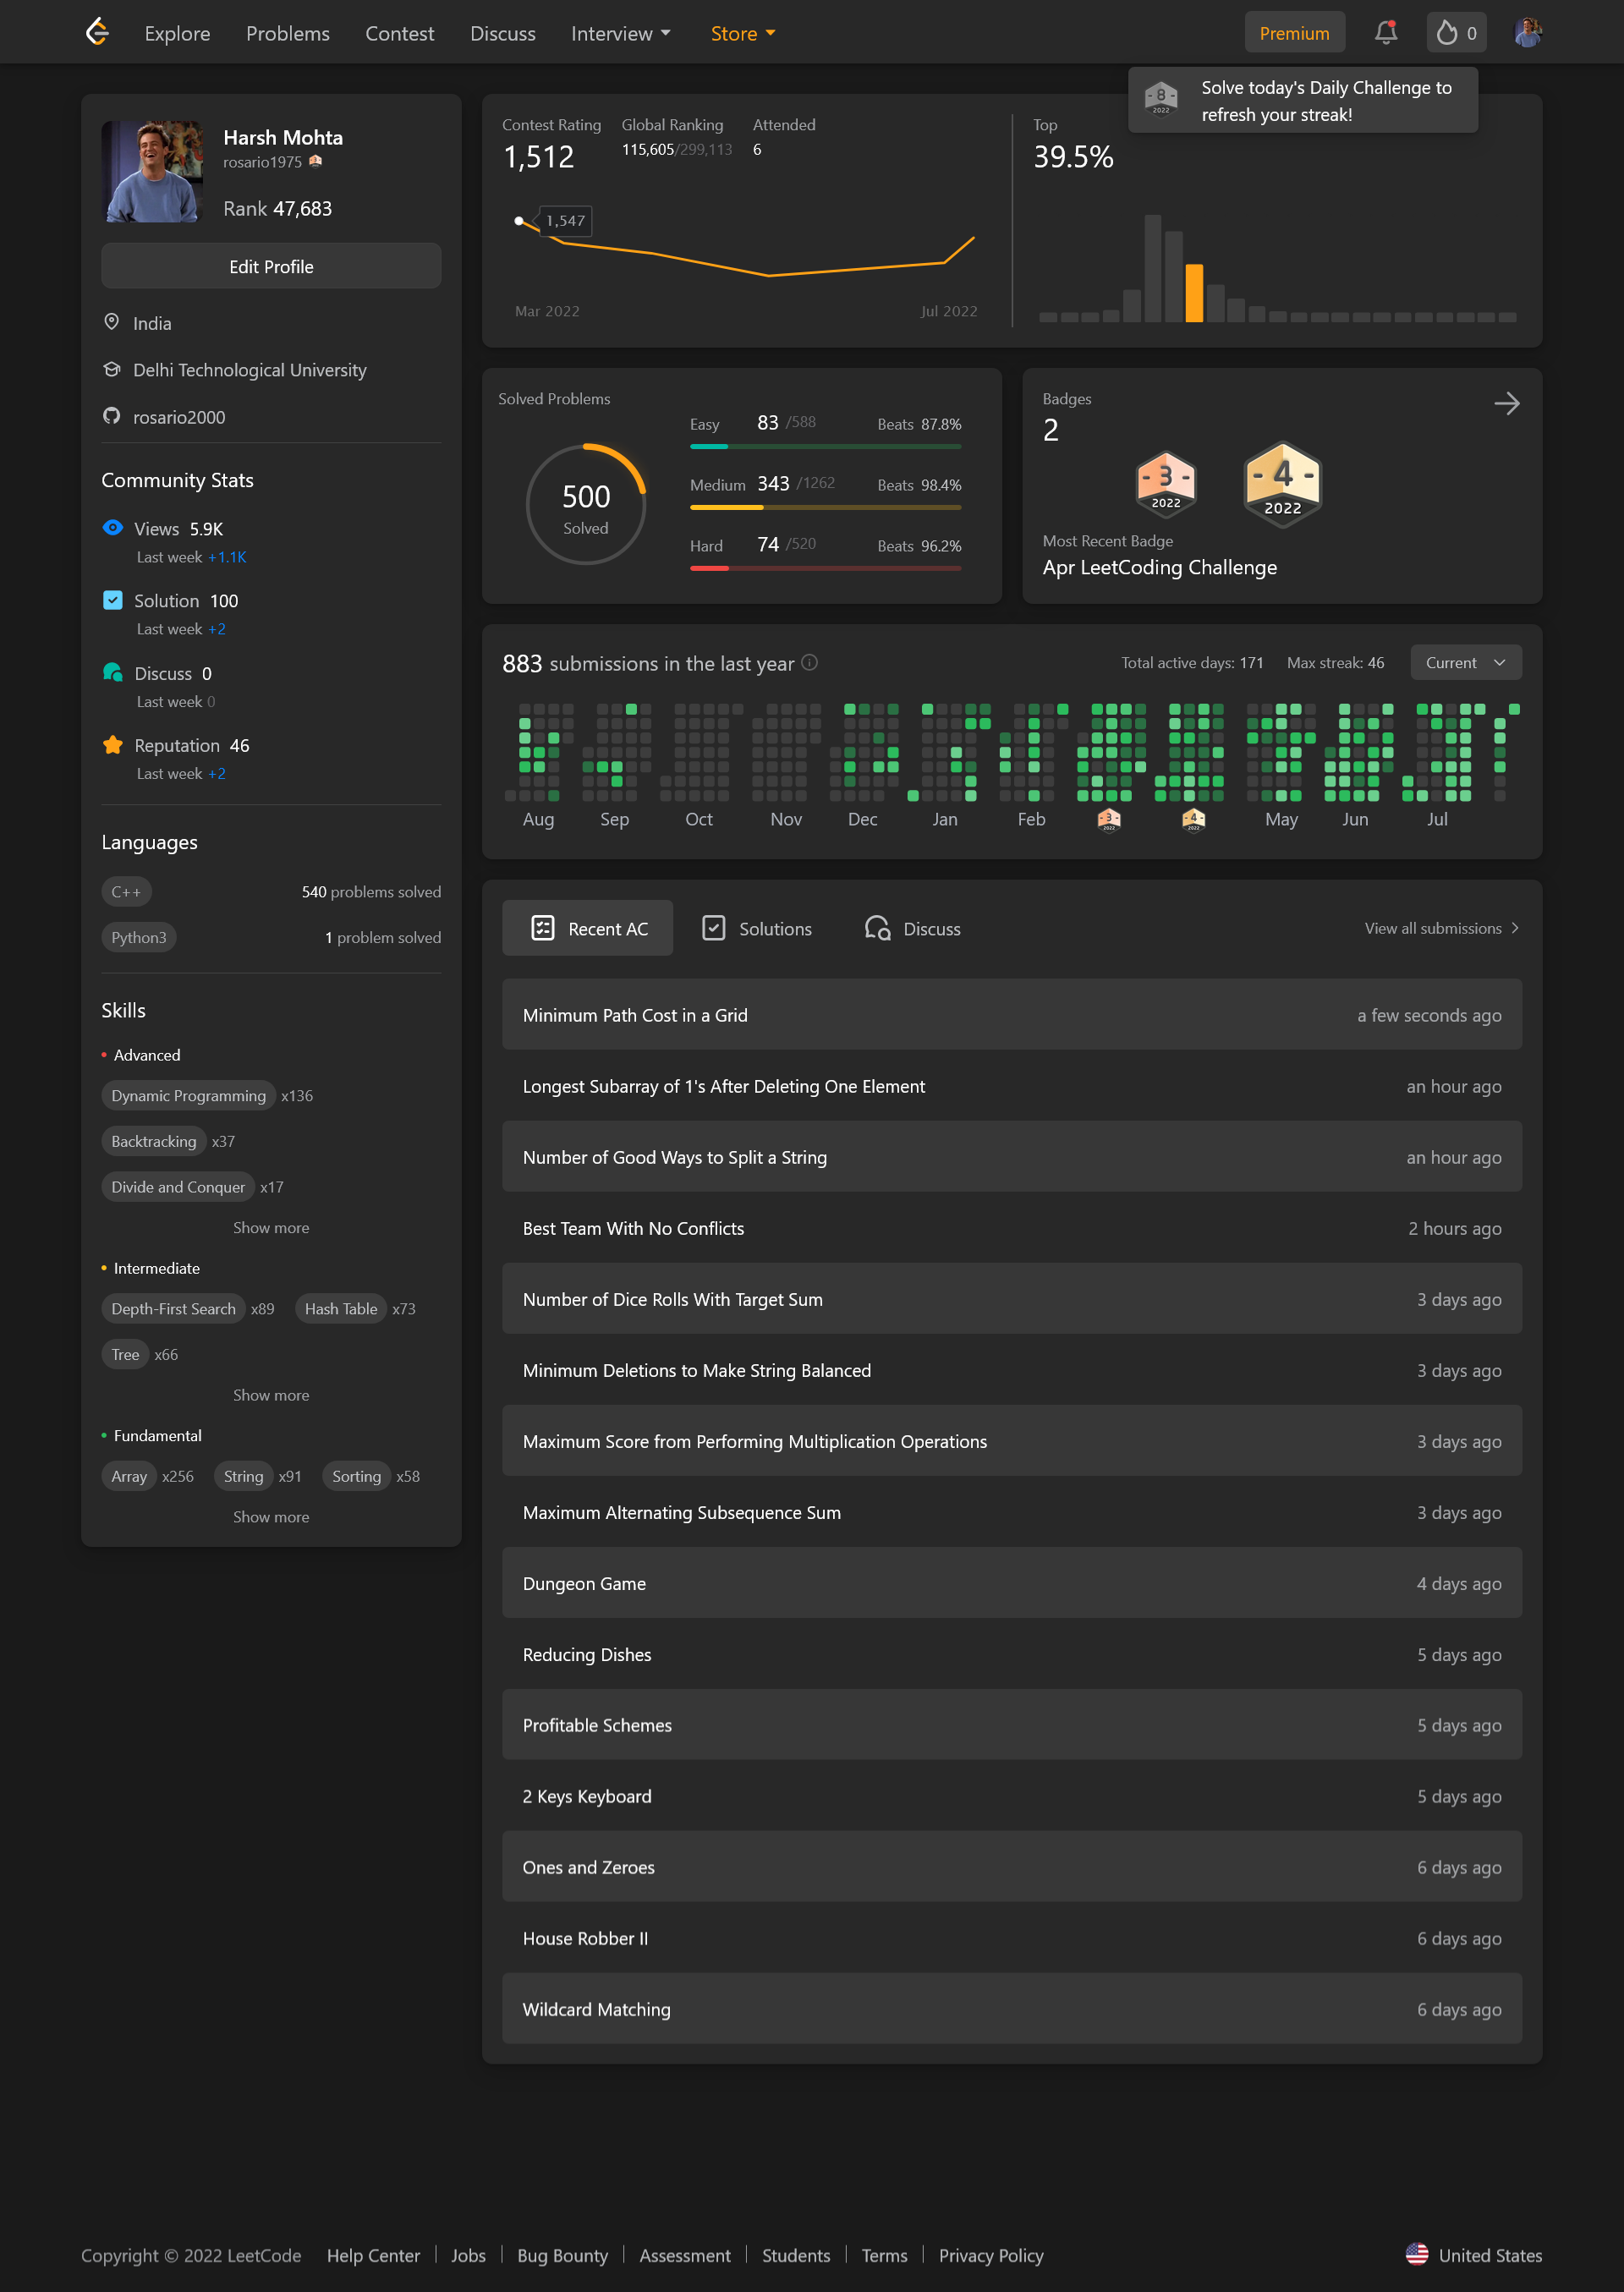 Explore Problems Contest Discuss Interview Store Premium 0
8
2022
Solve today's Daily Challenge to
refresh your streak!
Harsh Mohta
rosario1975
Rank 47,683
Edit Profile
India
Delhi Technological University
rosario2000
Community Stats
Views 5.9K
Last week +1.1K
Solution 100
Last week +2
Discuss 0
Last week 0
Reputation 46
Last week +2
Languages
C++ 540 problems solved
Python3 1 problem solved
Skills
Advanced
Dynamic Programming x136
Backtracking x37
Divide and Conquer x17
Show more
Intermediate
Depth-First Search x89 Hash Table x73
Tree x66
Show more
Fundamental
Array x256 String x91 Sorting x58
Show more
Contest Rating Global Ranking Attended
1,512 115,605/299,113 6
1,547
Mar 2022 Jul 2022
Top
39.5%
Solved Problems
500
Solved
Easy 83 /588 Beats 87.8%
Medium 343 /1262 Beats 98.4%
Hard 74 /520 Beats 96.2%
Badges
2
3 4
2022 2022
Most Recent Badge
Apr LeetCoding Challenge
883 submissions in the last year Total active days: 171 Max streak: 46 Current
Aug Sep Oct Nov Dec Jan Feb 3 2022 4 2022 May Jun Jul
Recent AC Solutions Discuss View all submissions
Minimum Path Cost in a Grid a few seconds ago
Longest Subarray of 1's After Deleting One Element an hour ago
Number of Good Ways to Split a String an hour ago
Best Team With No Conflicts 2 hours ago
Number of Dice Rolls With Target Sum 3 days ago
Minimum Deletions to Make String Balanced 3 days ago
Maximum Score from Performing Multiplication Operations 3 days ago
Maximum Alternating Subsequence Sum 3 days ago
Dungeon Game 4 days ago
Reducing Dishes 5 days ago
Profitable Schemes 5 days ago
2 Keys Keyboard 5 days ago
Ones and Zeroes 6 days ago
House Robber II 6 days ago
Wildcard Matching 6 days ago
Copyright © 2022 LeetCode Help Center Jobs Bug Bounty Assessment Students Terms Privacy Policy United States